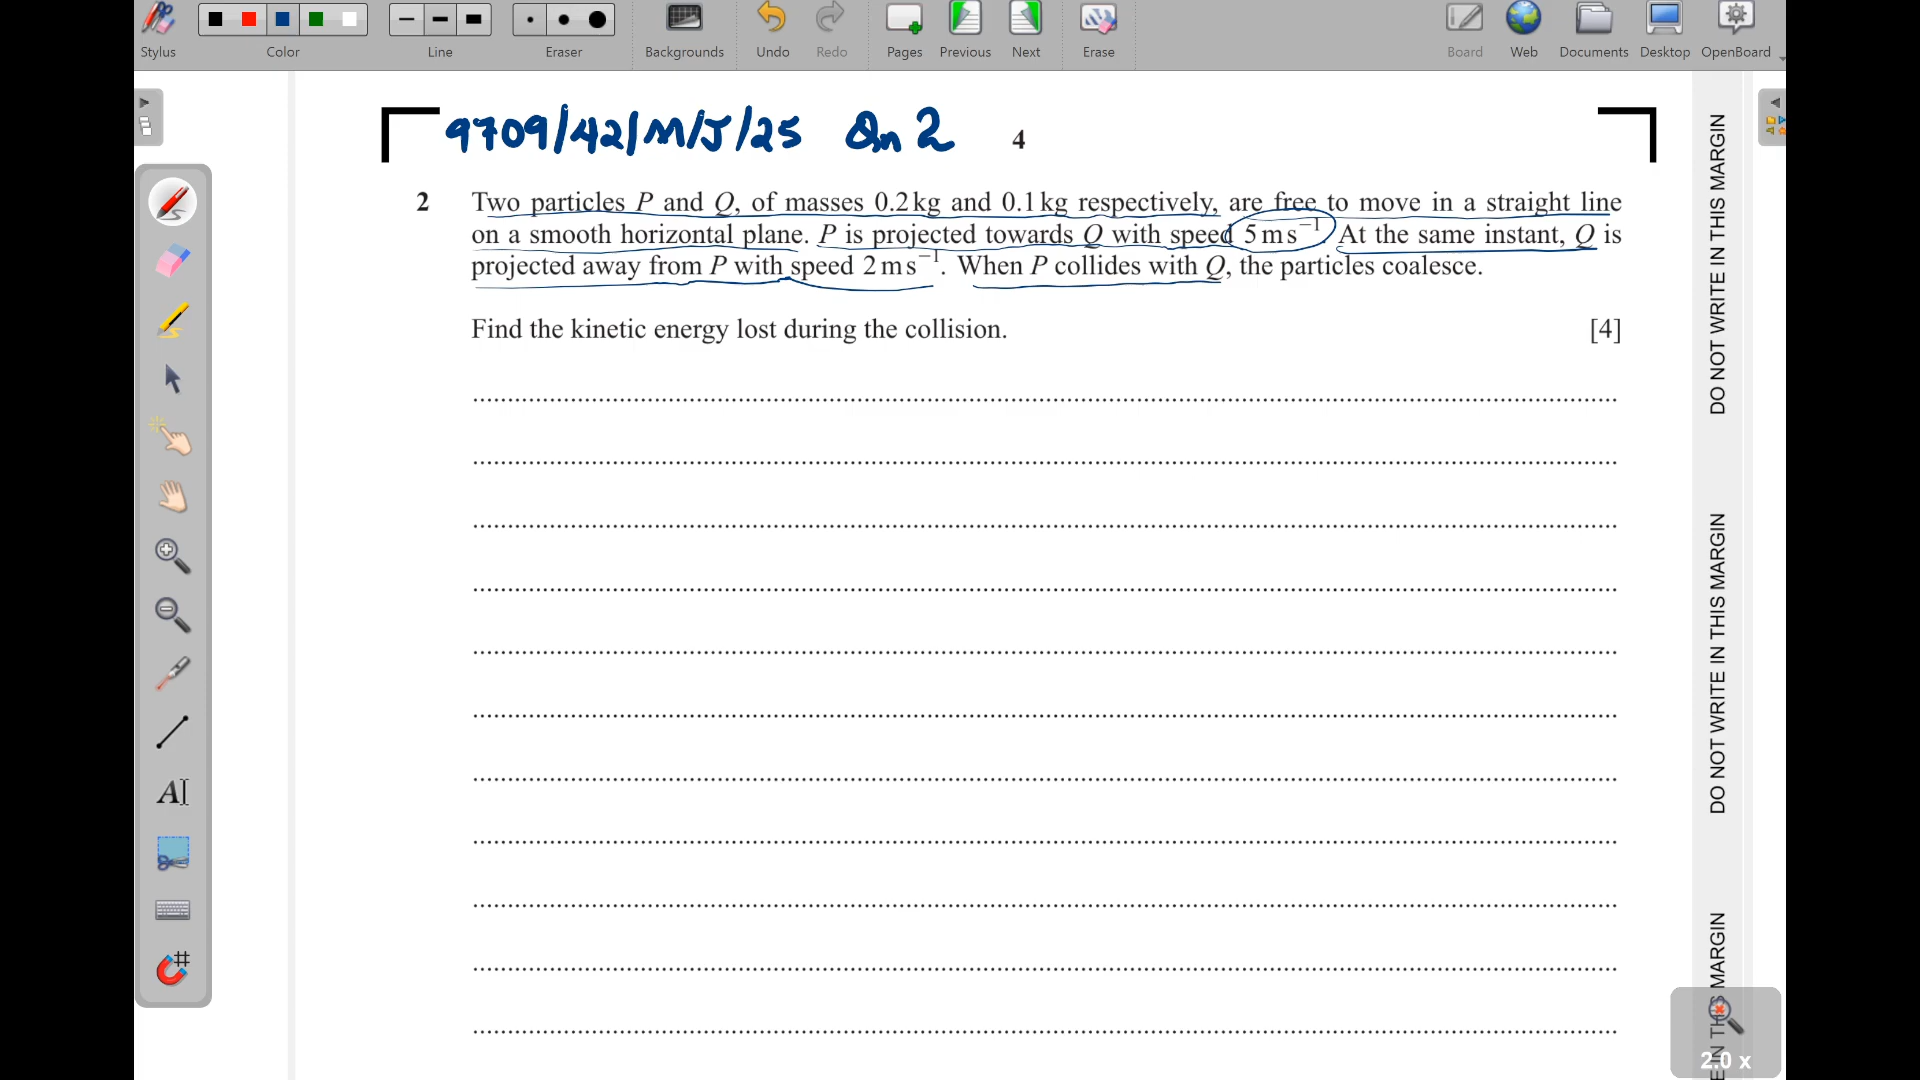 Stylus Color Line Eraser Backgrounds Undo Redo Pages Previous Next Erase Board Web Documents Desktop OpenBoard
9709/42/M/J/25 Qn 2
4
2 Two particles P and Q, of masses 0.2 kg and 0.1 kg respectively, are free to move in a straight line
on a smooth horizontal plane. P is projected towards Q with speed 5 m s⁻¹. At the same instant, Q is
projected away from P with speed 2 m s⁻¹. When P collides with Q, the particles coalesce.
Find the kinetic energy lost during the collision. [4]
DO NOT WRITE IN THIS MARGIN
DO NOT WRITE IN THIS MARGIN
E IN THIS MARGIN
2.0 x